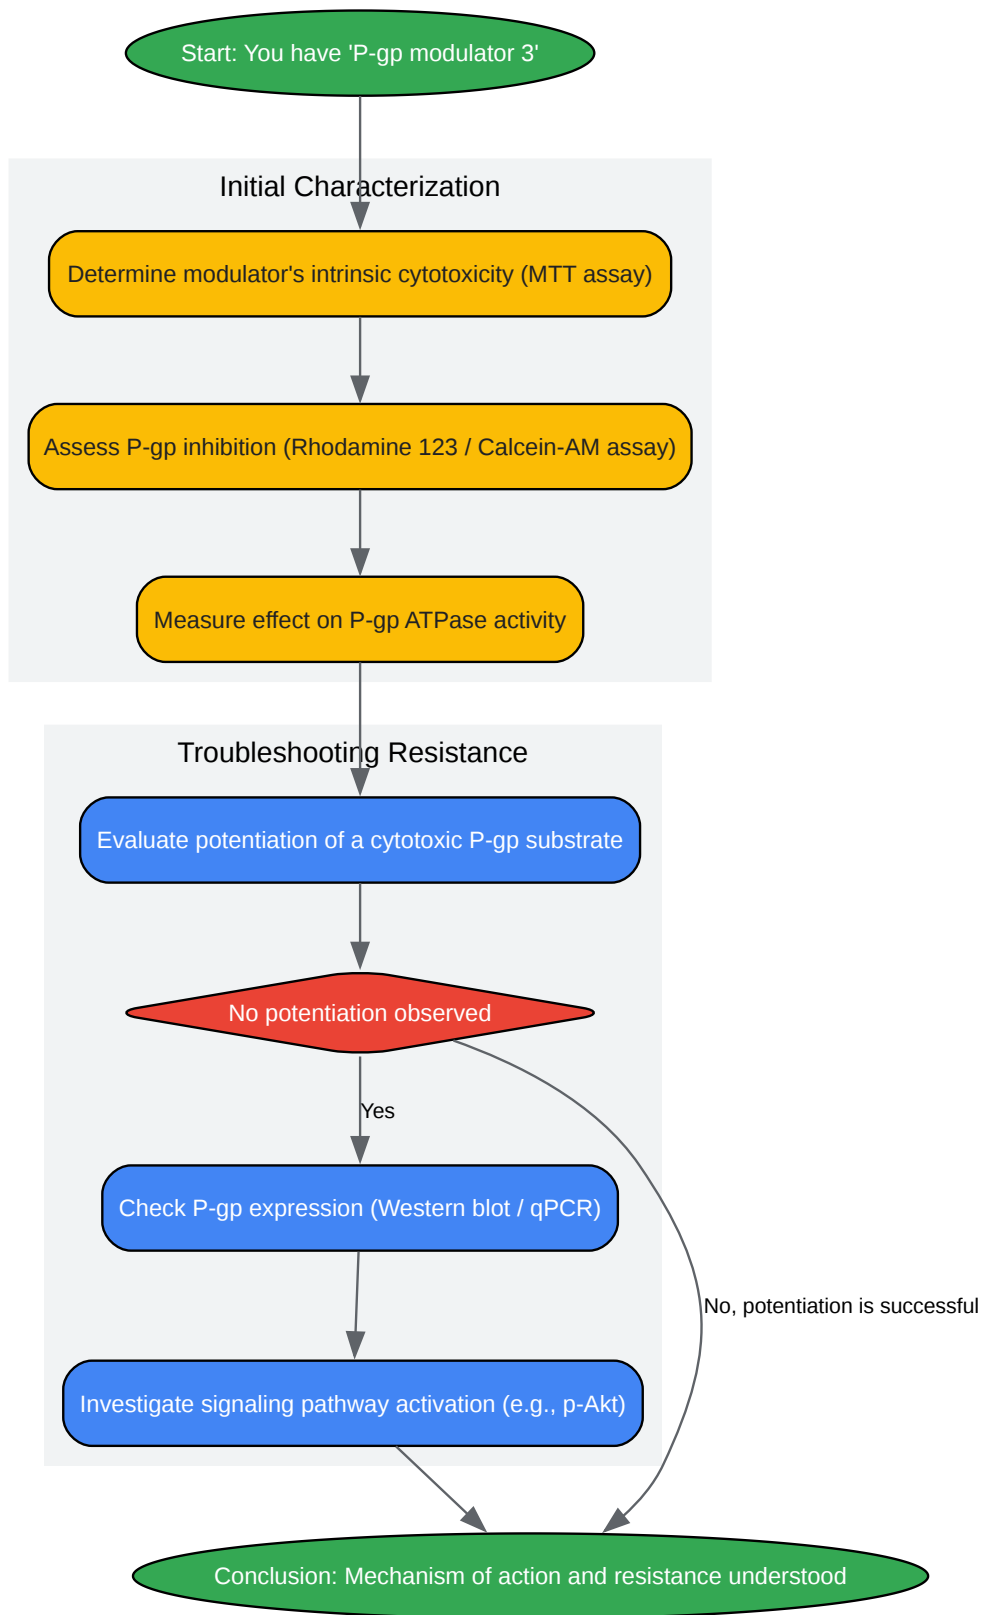 Start: You have 'P-gp modulator 3'
Initial Characterization
Determine modulator's intrinsic cytotoxicity (MTT assay)
Assess P-gp inhibition (Rhodamine 123 / Calcein-AM assay)
Measure effect on P-gp ATPase activity
Troubleshooting Resistance
Evaluate potentiation of a cytotoxic P-gp substrate
No potentiation observed
Yes
Check P-gp expression (Western blot / qPCR)
No, potentiation is successful
Investigate signaling pathway activation (e.g., p-Akt)
Conclusion: Mechanism of action and resistance understood